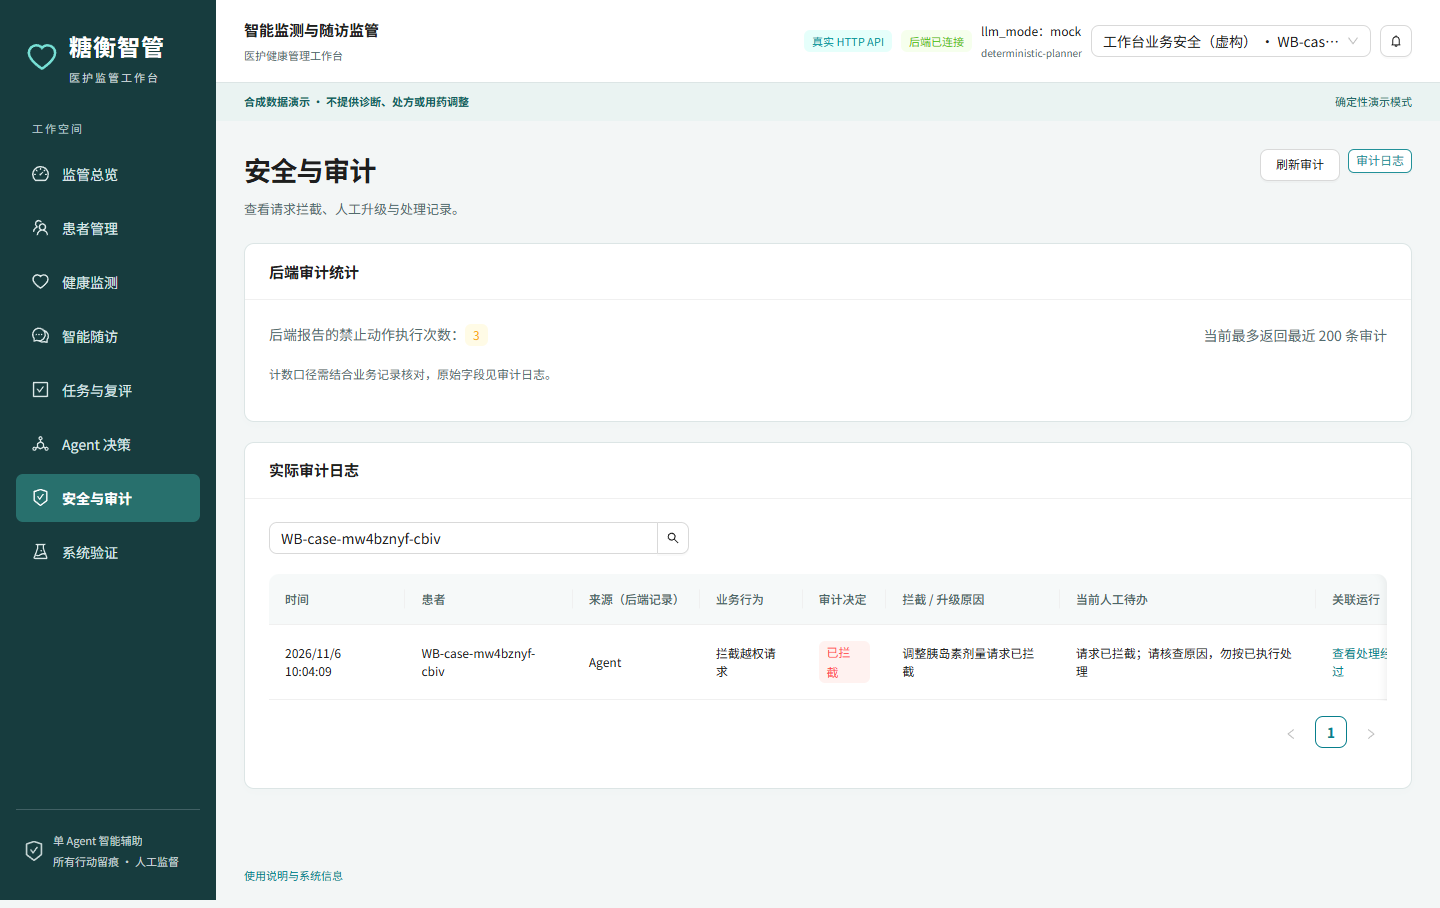 糖衡智管
医护监管工作台
工作空间
监管总览
患者管理
健康监测
智能随访
任务与复评
Agent 决策
安全与审计
系统验证
单 Agent 智能辅助
所有行动留痕 · 人工监督
智能监测与随访监管
医护健康管理工作台
真实 HTTP API
后端已连接
llm_mode：mock
deterministic-planner
工作台业务安全（虚构） · WB-cas···
合成数据演示 · 不提供诊断、处方或用药调整
确定性演示模式
安全与审计
查看请求拦截、人工升级与处理记录。
刷新审计
审计日志
后端审计统计
后端报告的禁止动作执行次数： 3
当前最多返回最近 200 条审计
计数口径需结合业务记录核对，原始字段见审计日志。
实际审计日志
WB-case-mw4bznyf-cbiv
时间 患者 来源（后端记录） 业务行为 审计决定 拦截 / 升级原因 当前人工待办 关联运行
2026/11/6
10:04:09
WB-case-mw4bznyf-
cbiv
Agent
拦截越权请
求
已拦
截
调整胰岛素剂量请求已拦
截
请求已拦截；请核查原因，勿按已执行处
理
查看处理经
过
1
使用说明与系统信息